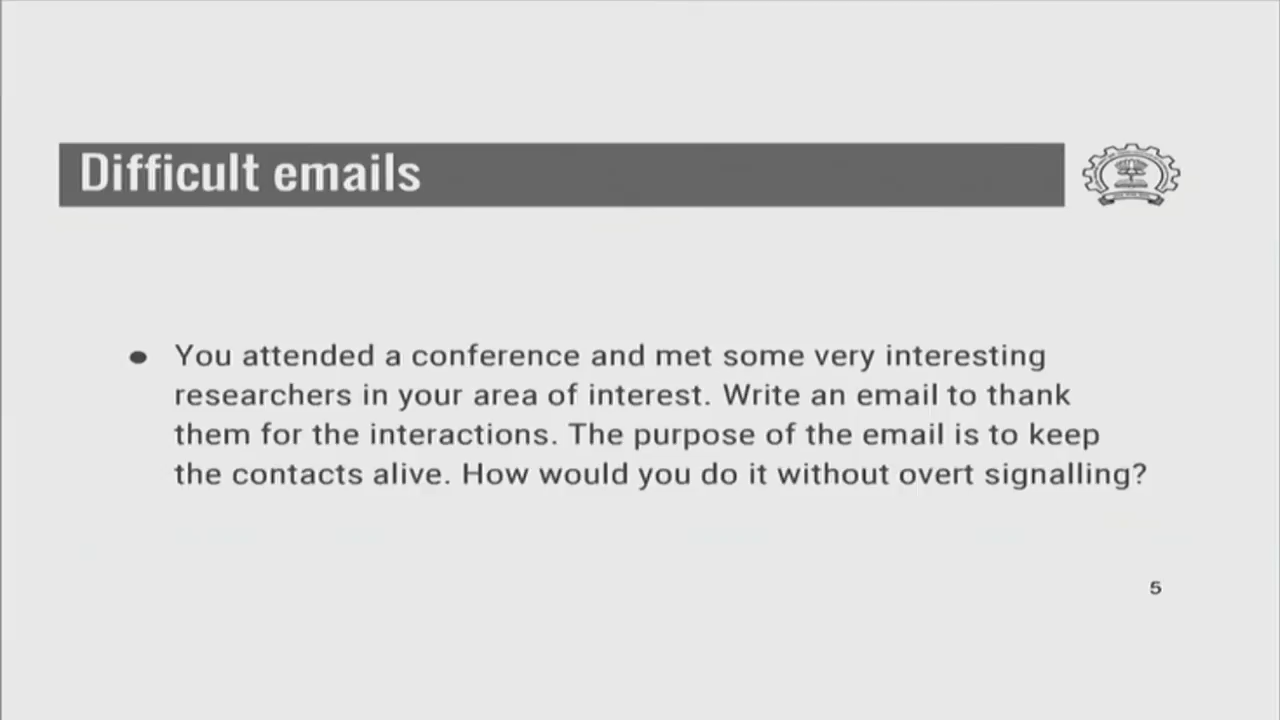 Difficult emails
● You attended a conference and met some very interesting
researchers in your area of interest. Write an email to thank
them for the interactions. The purpose of the email is to keep
the contacts alive. How would you do it without overt signalling?
5